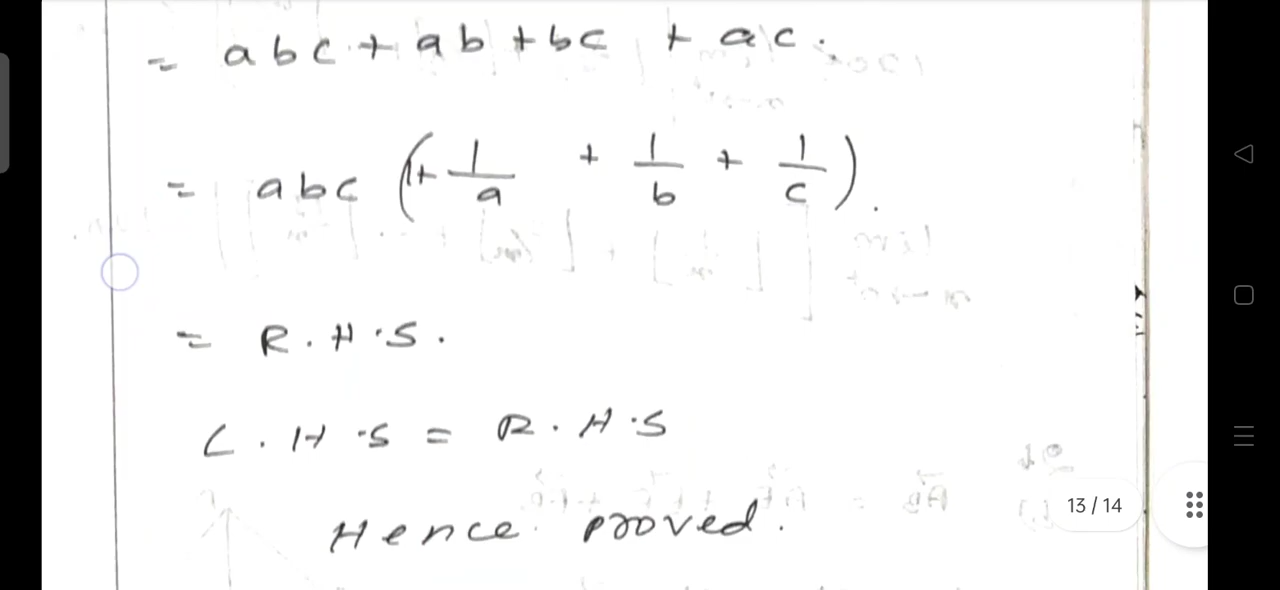 = abc + ab + bc + ac.
= abc (1 + 1/a + 1/b + 1/c).
= R.H.S.
L.H.S = R.H.S
Hence proved.
13 / 14